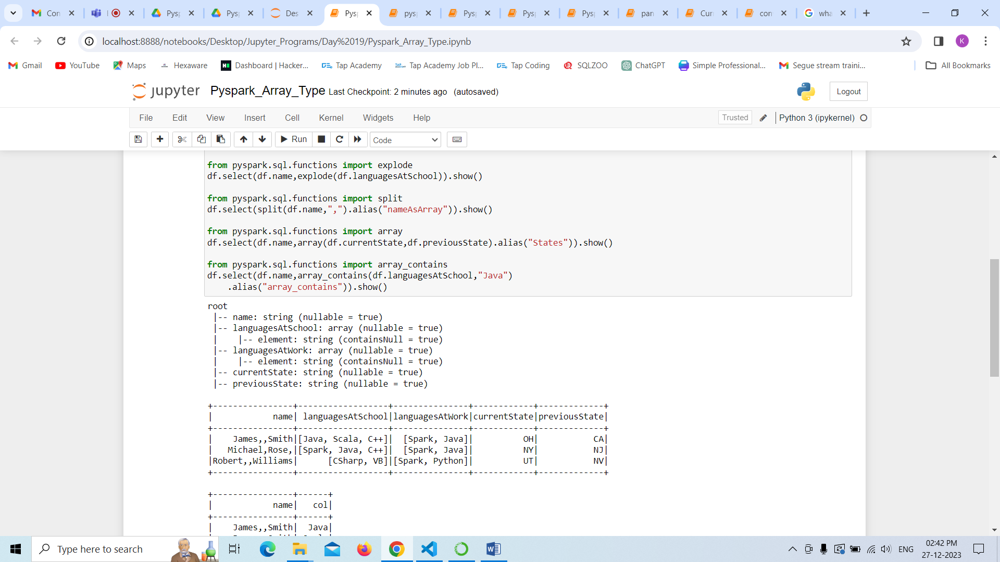 Con
Pysp
Pysp
Des
Pysp
pysp
Pysp
Pysp
Pysp
pan
Curr
con
wha
localhost:8888/notebooks/Desktop/Jupyter_Programs/Day%2019/Pyspark_Array_Type.ipynb
K
Gmail YouTube Maps Hexaware Dashboard | Hacker... Tap Academy Tap Academy Job Pl... Tap Coding SQLZOO ChatGPT Simple Professional... Segue stream traini... All Bookmarks
jupyter Pyspark_Array_Type Last Checkpoint: 2 minutes ago (autosaved) Logout
File Edit View Insert Cell Kernel Widgets Help Trusted Python 3 (ipykernel)
Run Code
from pyspark.sql.functions import explode
df.select(df.name,explode(df.languagesAtSchool)).show()
from pyspark.sql.functions import split
df.select(split(df.name,",").alias("nameAsArray")).show()
from pyspark.sql.functions import array
df.select(df.name,array(df.currentState,df.previousState).alias("States")).show()
from pyspark.sql.functions import array_contains
df.select(df.name,array_contains(df.languagesAtSchool,"Java")
    .alias("array_contains")).show()
root
 |-- name: string (nullable = true)
 |-- languagesAtSchool: array (nullable = true)
 |    |-- element: string (containsNull = true)
 |-- languagesAtWork: array (nullable = true)
 |    |-- element: string (containsNull = true)
 |-- currentState: string (nullable = true)
 |-- previousState: string (nullable = true)
+----------------+------------------+---------------+------------+-------------+
|            name| languagesAtSchool|languagesAtWork|currentState|previousState|
+----------------+------------------+---------------+------------+-------------+
|    James,,Smith|[Java, Scala, C++]|  [Spark, Java]|          OH|           CA|
|   Michael,Rose,|[Spark, Java, C++]|  [Spark, Java]|          NY|           NJ|
|Robert,,Williams|      [CSharp, VB]|[Spark, Python]|          UT|           NV|
+----------------+------------------+---------------+------------+-------------+
+----------------+------+
|            name|   col|
+----------------+------+
|    James,,Smith|  Java|
Type here to search
ENG
02:42 PM
27-12-2023